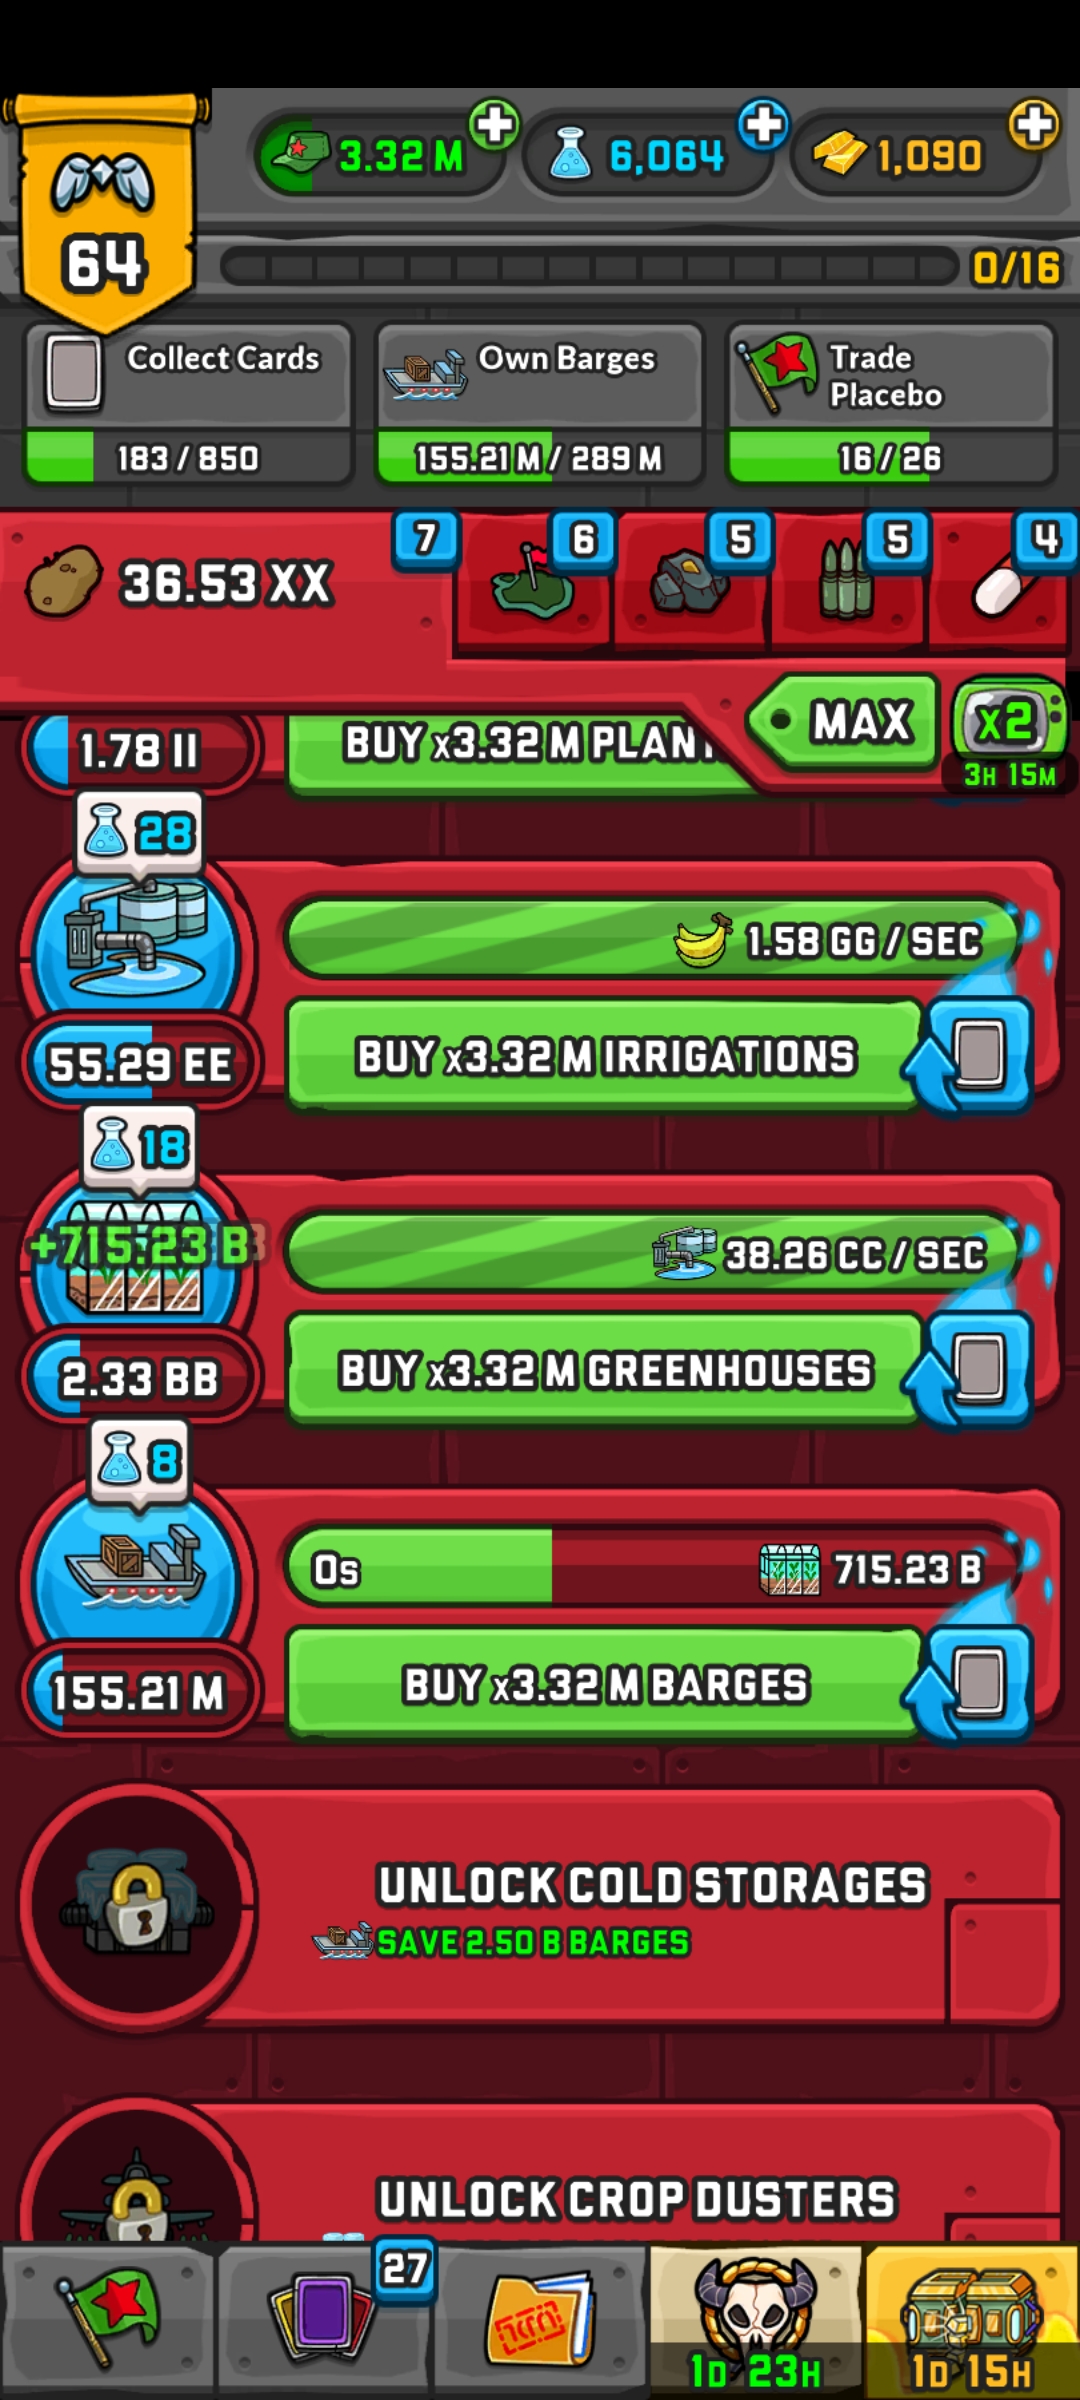 64
3.32 M
6,064
1,090
0/16
Collect Cards
183 / 850
Own Barges
155.21 M / 289 M
Trade
Placebo
16 / 26
36.53 XX
7
6
5
5
4
MAX
x2
3H 15M
1.78 II
BUY x3.32 M PLANT
28
1.58 GG / SEC
55.29 EE
BUY x3.32 M IRRIGATIONS
18
+715.23 B
38.26 CC / SEC
2.33 BB
BUY x3.32 M GREENHOUSES
8
0s
715.23 B
155.21 M
BUY x3.32 M BARGES
UNLOCK COLD STORAGES
SAVE 2.50 B BARGES
UNLOCK CROP DUSTERS
27
1D 23H
1D 15H